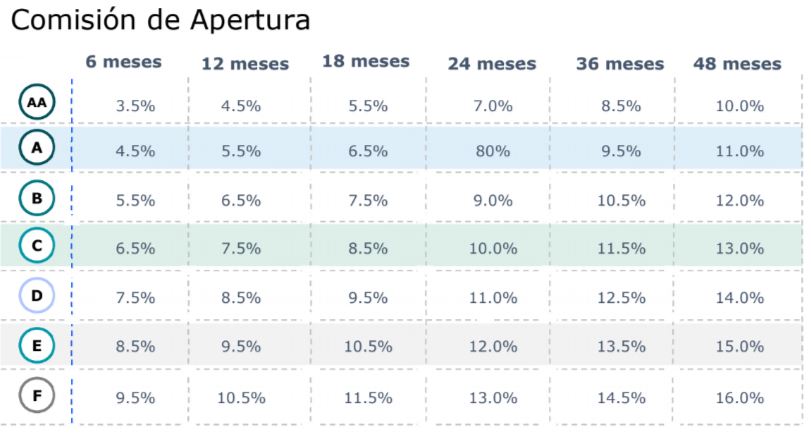 Comisión de Apertura
6 meses 12 meses 18 meses 24 meses 36 meses 48 meses
AA 3.5% 4.5% 5.5% 7.0% 8.5% 10.0%
A 4.5% 5.5% 6.5% 80% 9.5% 11.0%
B 5.5% 6.5% 7.5% 9.0% 10.5% 12.0%
C 6.5% 7.5% 8.5% 10.0% 11.5% 13.0%
D 7.5% 8.5% 9.5% 11.0% 12.5% 14.0%
E 8.5% 9.5% 10.5% 12.0% 13.5% 15.0%
F 9.5% 10.5% 11.5% 13.0% 14.5% 16.0%